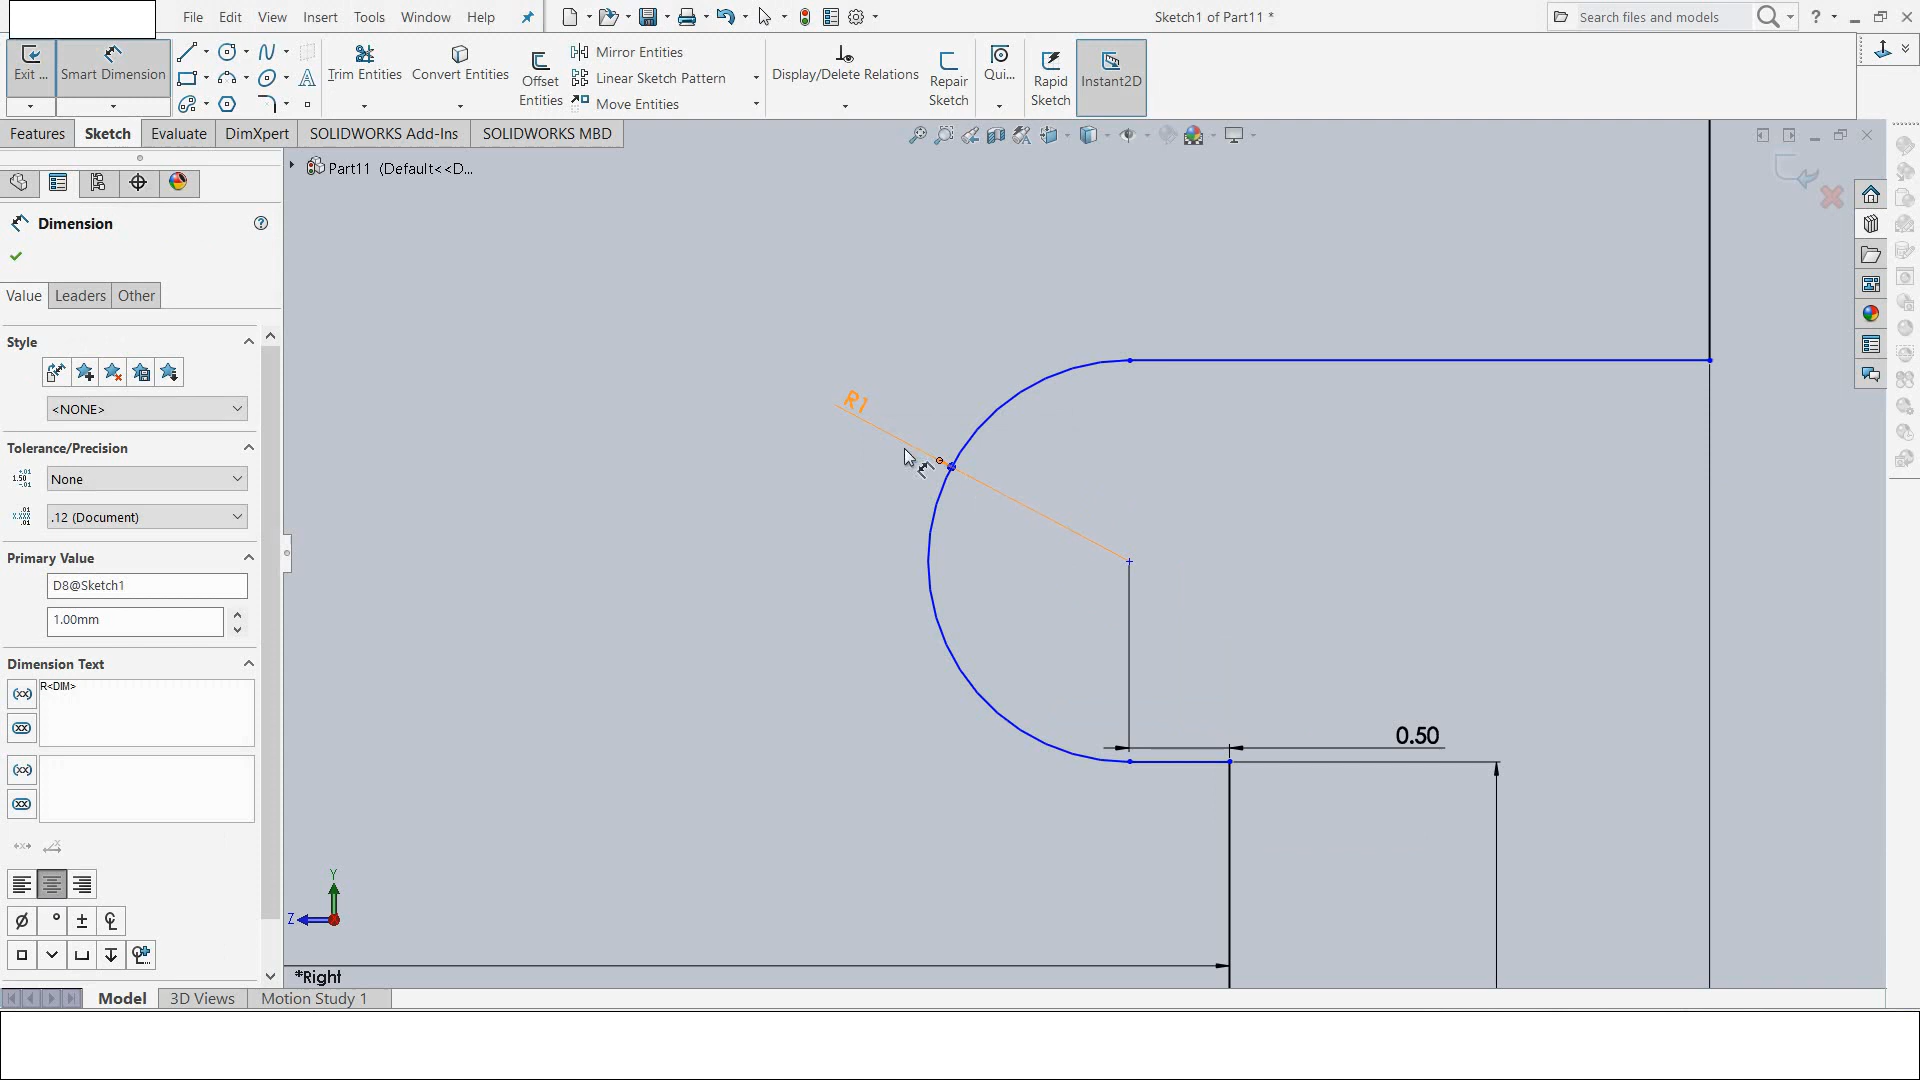 File Edit View Insert Tools Window Help
Sketch1 of Part11 *
Search files and models
?
Exit ... Smart Dimension
Trim Entities Convert Entities Offset Entities
Mirror Entities
Linear Sketch Pattern
Move Entities
Display/Delete Relations Repair Sketch Qui... Rapid Sketch Instant2D
Features Sketch Evaluate DimXpert SOLIDWORKS Add-Ins SOLIDWORKS MBD
Part11 (Default<<D...
Dimension
Value Leaders Other
Style
<NONE>
Tolerance/Precision
None
.12 (Document)
Primary Value
D8@Sketch1
1.00mm
Dimension Text
R<DIM>
R1
0.50
Y
Z
*Right
Model 3D Views Motion Study 1